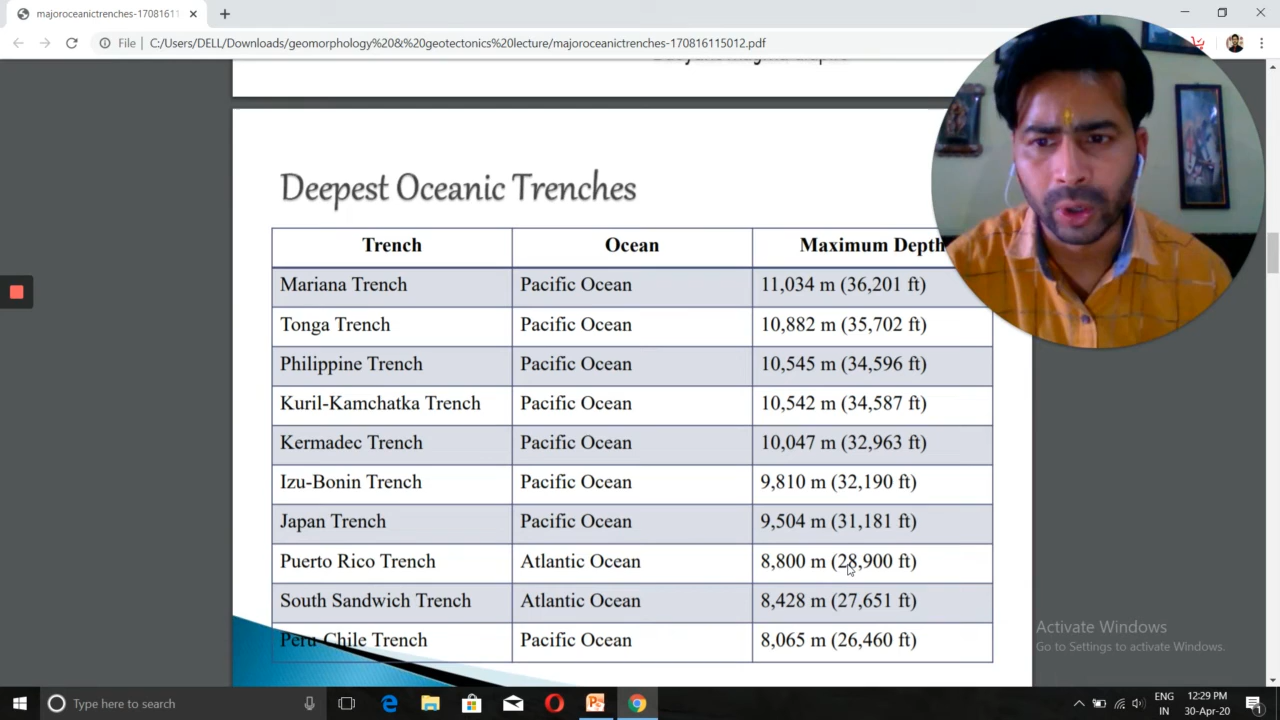 majoroceanictrenches-1708161
File C:/Users/DELL/Downloads/geomorphology%20&%20geotectonics%20lecture/majoroceanictrenches-170816115012.pdf
Deepest Oceanic Trenches
Trench Ocean Maximum Depth
Mariana Trench Pacific Ocean 11,034 m (36,201 ft)
Tonga Trench Pacific Ocean 10,882 m (35,702 ft)
Philippine Trench Pacific Ocean 10,545 m (34,596 ft)
Kuril-Kamchatka Trench Pacific Ocean 10,542 m (34,587 ft)
Kermadec Trench Pacific Ocean 10,047 m (32,963 ft)
Izu-Bonin Trench Pacific Ocean 9,810 m (32,190 ft)
Japan Trench Pacific Ocean 9,504 m (31,181 ft)
Puerto Rico Trench Atlantic Ocean 8,800 m (28,900 ft)
South Sandwich Trench Atlantic Ocean 8,428 m (27,651 ft)
Peru-Chile Trench Pacific Ocean 8,065 m (26,460 ft)
Activate Windows
Go to Settings to activate Windows.
Type here to search
ENG 12:29 PM
IN 30-Apr-20